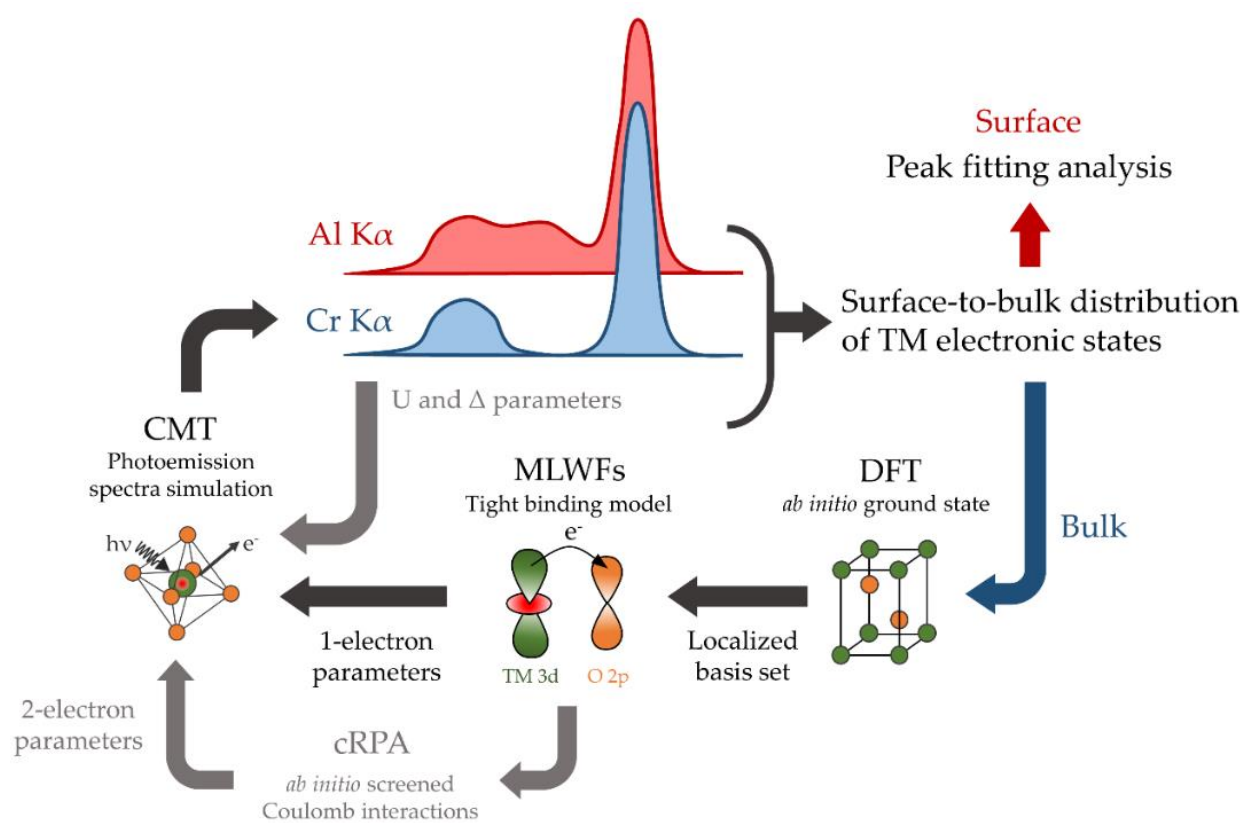 Surface
Peak fitting analysis
Al Kα
Cr Kα
Surface-to-bulk distribution
of TM electronic states
U and Δ parameters
CMT
Photoemission
spectra simulation
hν
e-
MLWFs
Tight binding model
e-
DFT
ab initio ground state
Bulk
1-electron
parameters
TM 3d
O 2p
Localized
basis set
2-electron
parameters
cRPA
ab initio screened
Coulomb interactions